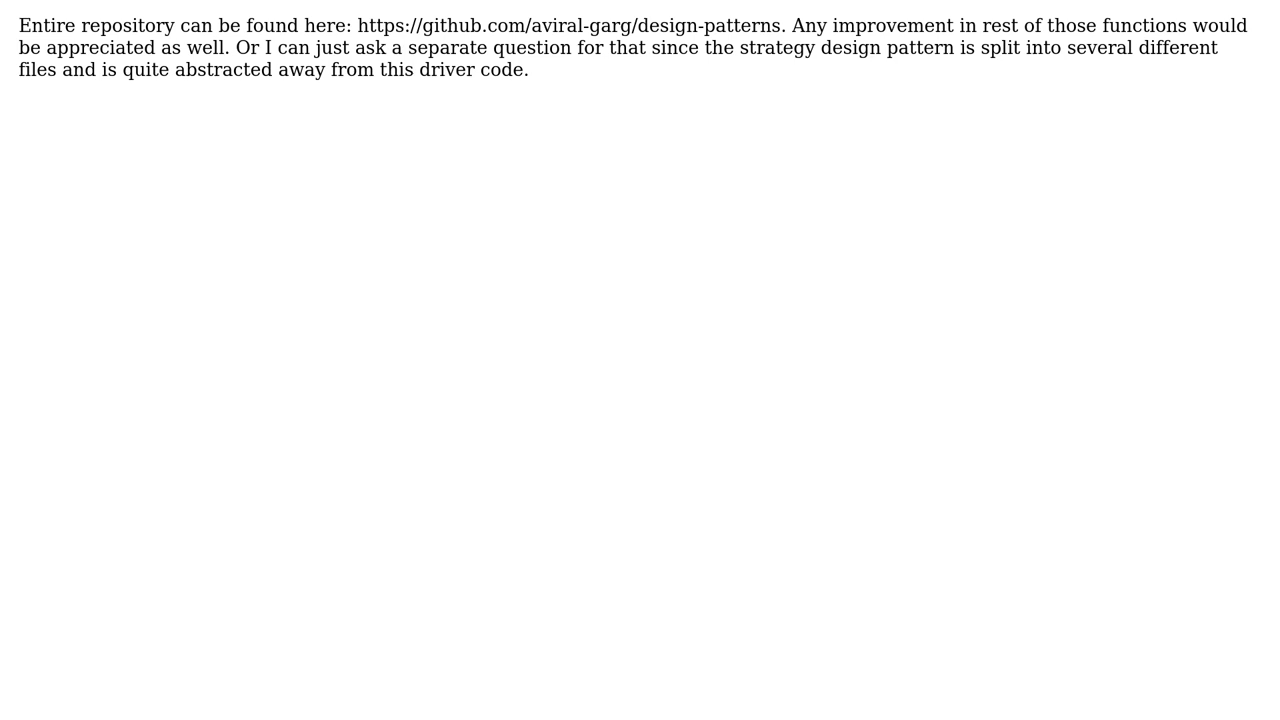 Entire repository can be found here: https://github.com/aviral-garg/design-patterns. Any improvement in rest of those functions would
be appreciated as well. Or I can just ask a separate question for that since the strategy design pattern is split into several different
files and is quite abstracted away from this driver code.